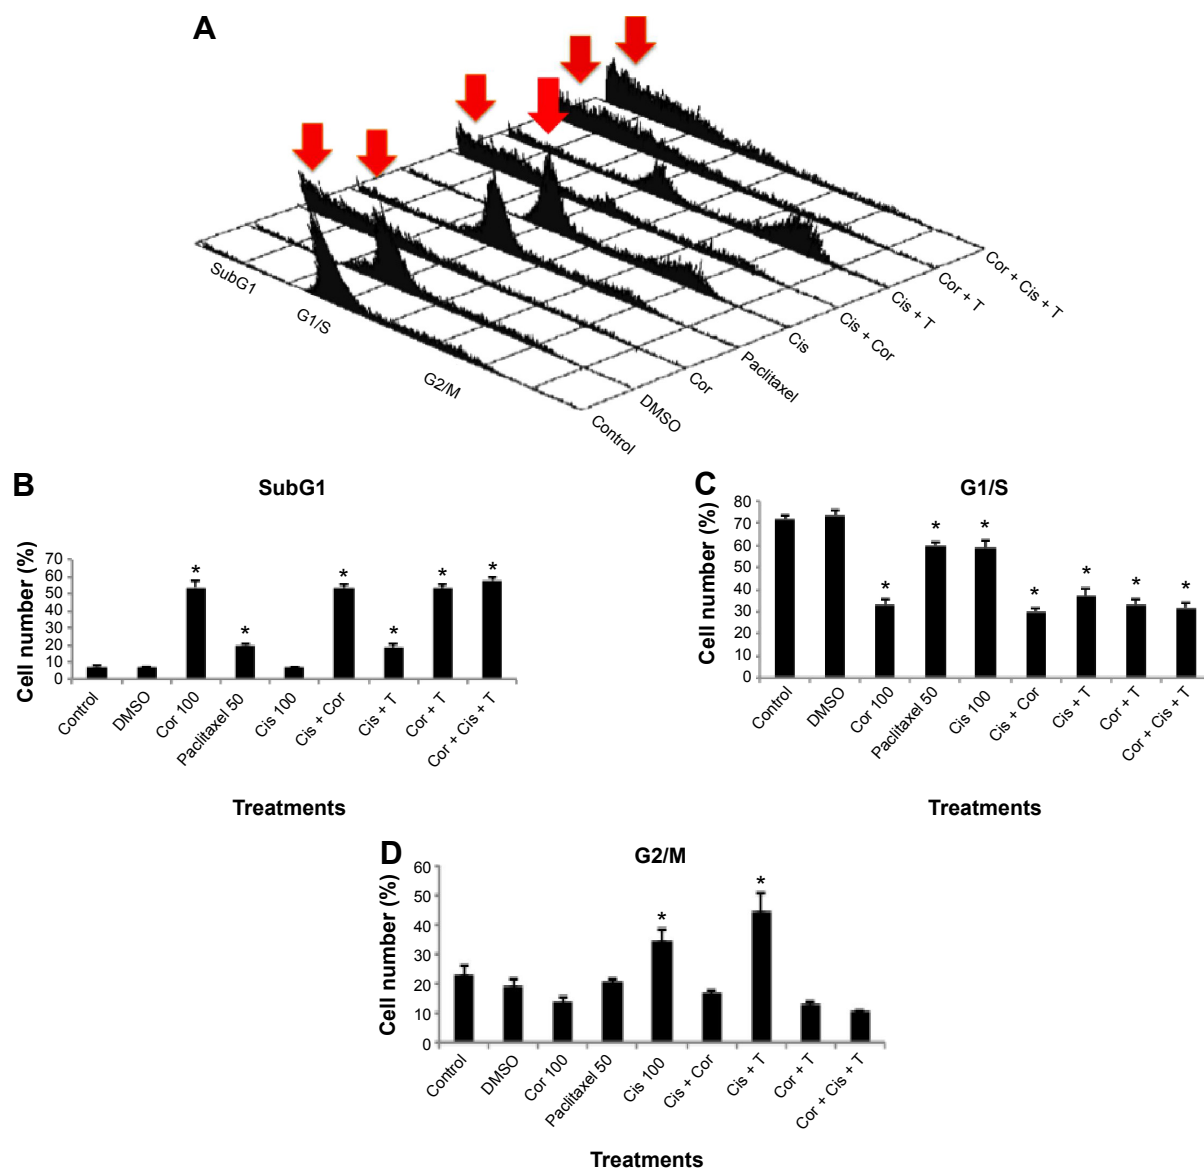 A
SubG1
G1/S
G2/M
Control
DMSO
Cor
Paclitaxel
Cis
Cis + Cor
Cis + T
Cor + T
Cor + Cis + T
B
SubG1
Cell number (%)
70
60
50
40
30
20
10
0
*
*
*
*
*
*
Control
DMSO
Cor 100
Paclitaxel 50
Cis 100
Cis + Cor
Cis + T
Cor + T
Cor + Cis + T
Treatments
C
G1/S
Cell number (%)
80
70
60
50
40
30
20
10
0
*
*
*
*
*
*
*
Control
DMSO
Cor 100
Paclitaxel 50
Cis 100
Cis + Cor
Cis + T
Cor + T
Cor + Cis + T
Treatments
D
G2/M
Cell number (%)
60
50
40
30
20
10
0
*
*
Control
DMSO
Cor 100
Paclitaxel 50
Cis 100
Cis + Cor
Cis + T
Cor + T
Cor + Cis + T
Treatments